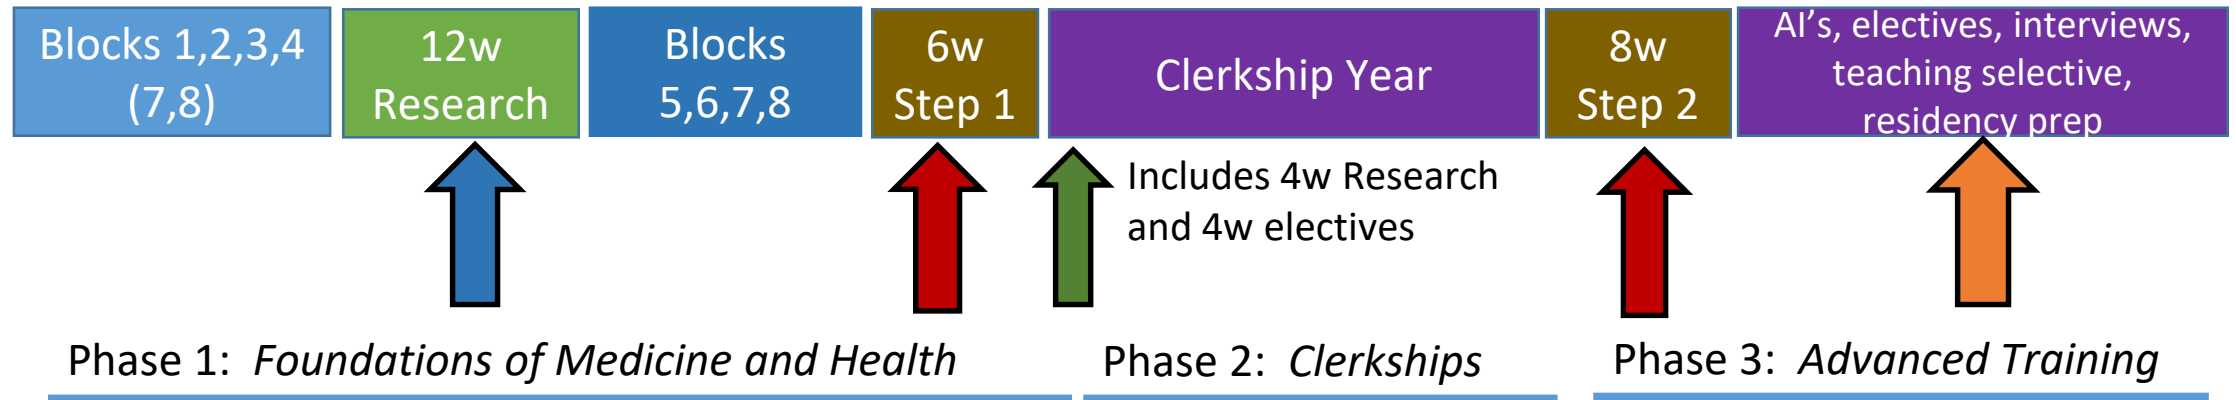 Blocks 1,2,3,4
(7,8)
12w
Research
Blocks
5,6,7,8
6w
Step 1
Clerkship Year
8w
Step 2
AI’s, electives, interviews,
teaching selective,
residency prep
Includes 4w Research
and 4w electives
Phase 1: Foundations of Medicine and Health
Phase 2: Clerkships
Phase 3: Advanced Training